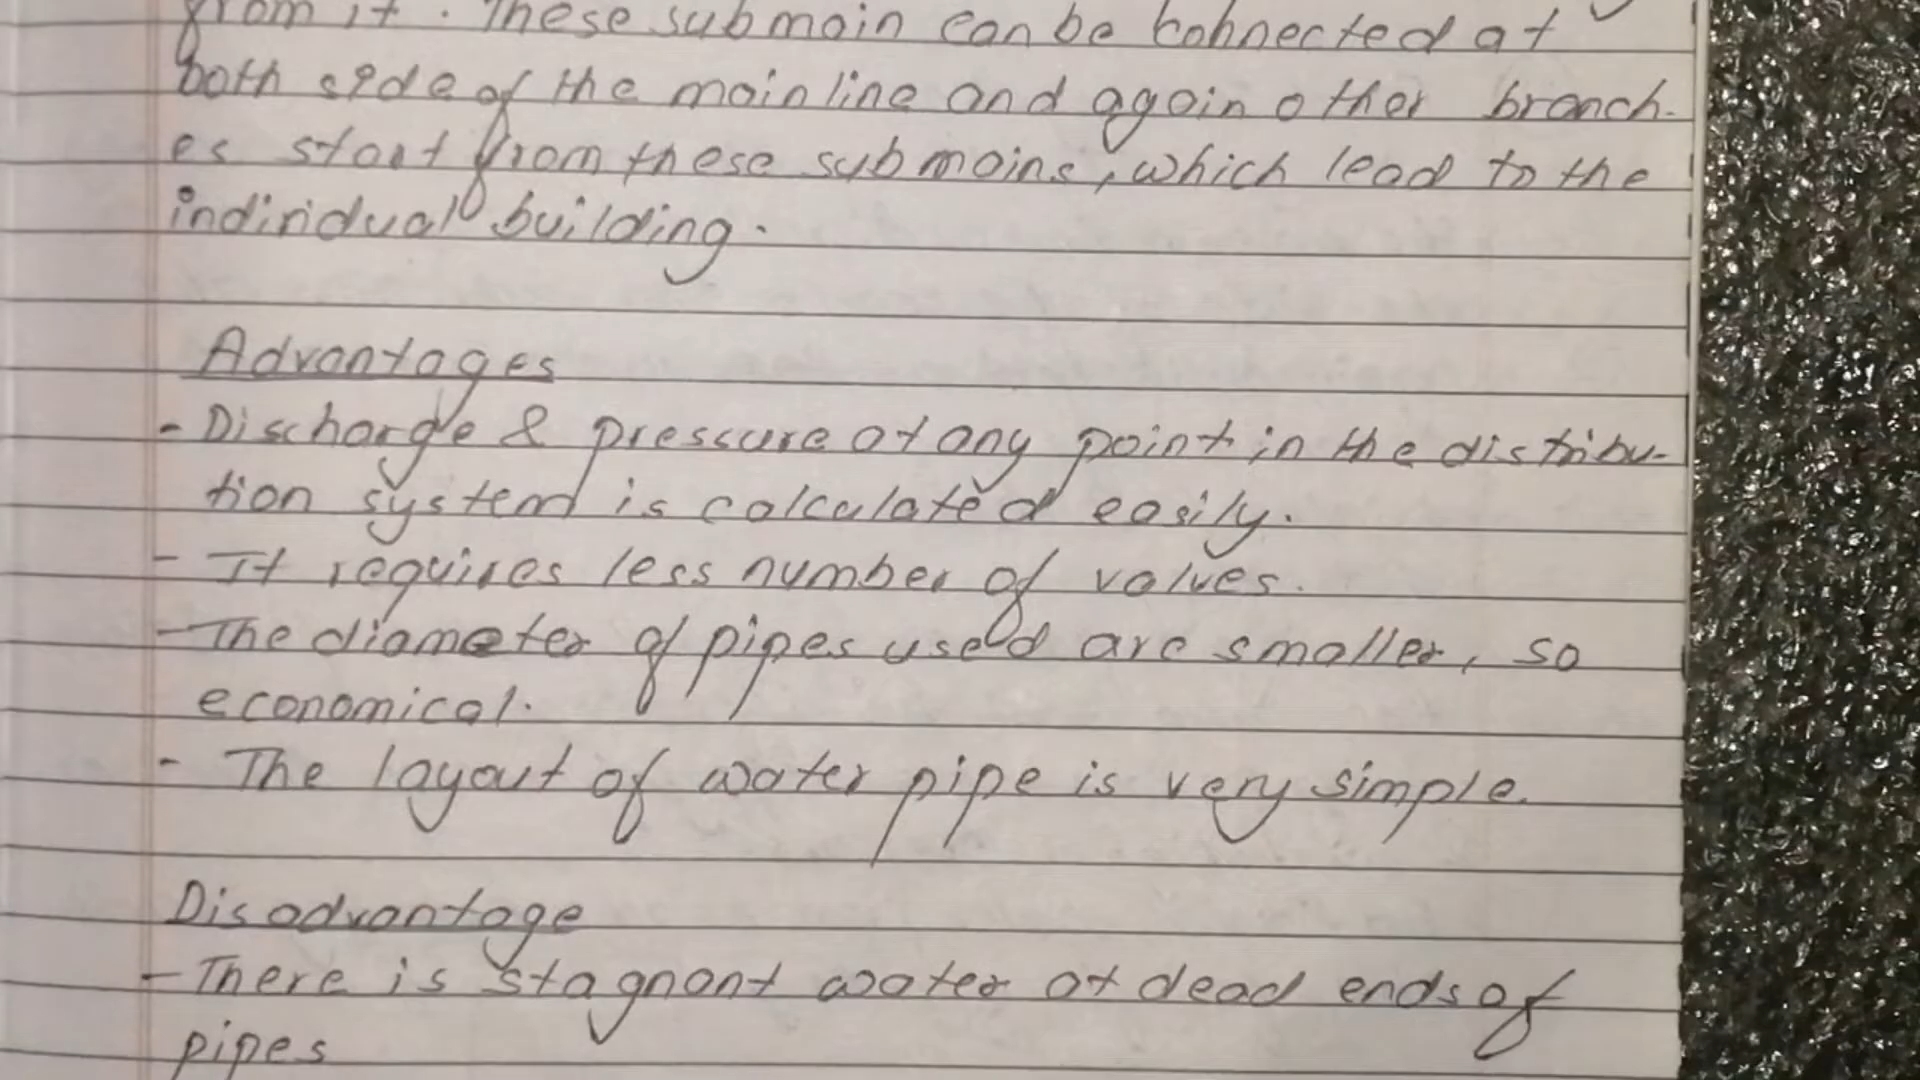 from it. These submain can be connected at
both side of the main line and again other branch-
es start from these submains, which lead to the
individual building.
Advantages
- Discharge & pressure at any point in the distribu-
tion system is calculated easily.
- It requires less number of valves.
- The diameter of pipes used are smaller, so
economical.
- The layout of water pipe is very simple.
Disadvantage
- There is stagnant water at dead ends of
pipes